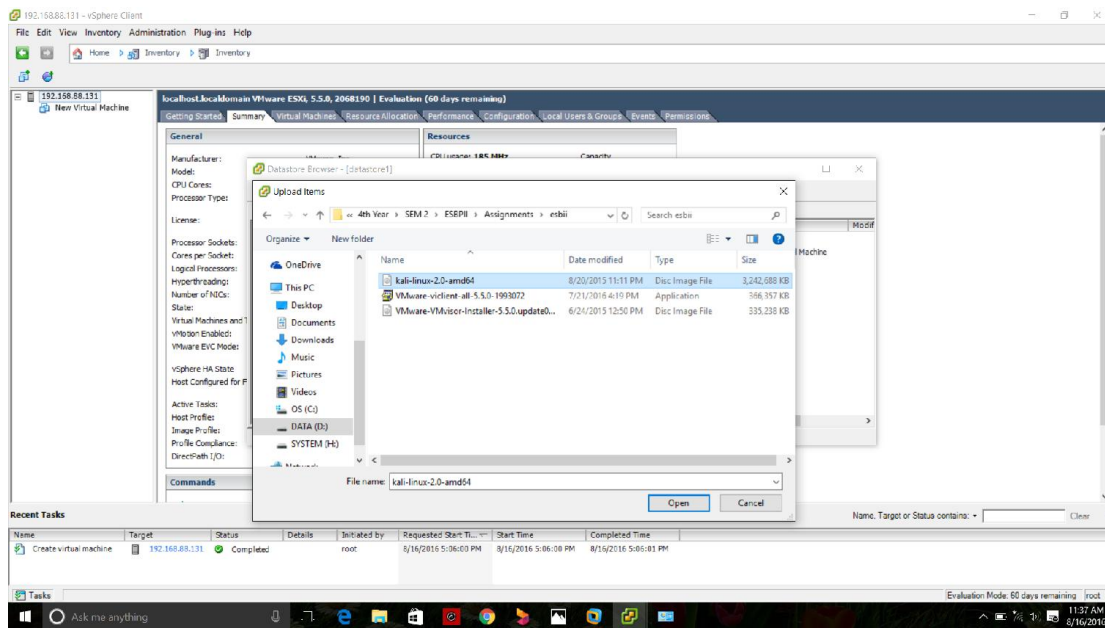 192.168.88.131 - vSphere Client
File Edit View Inventory Administration Plug-ins Help
Home Inventory Inventory
192.168.88.131
New Virtual Machine
localhost.localdomain VMware ESXi, 5.5.0, 2068190 | Evaluation (60 days remaining)
Getting Started Summary Virtual Machines Resource Allocation Performance Configuration Local Users & Groups Events Permissions
General
Manufacturer:
Model:
CPU Cores:
Processor Type:
License:
Processor Sockets:
Cores per Socket:
Logical Processors:
Hyperthreading:
Number of NICs:
State:
Virtual Machines and T
vMotion Enabled:
VMware EVC Mode:
vSphere HA State
Host Configured for F
Active Tasks:
Host Profile:
Image Profile:
Profile Compliance:
DirectPath I/O:
Commands
Resources
CPU usage: 185 MHz Capacity
Datastore Browser - [datastore1]
Modif
l Machine
Upload Items
« 4th Year > SEM 2 > ESBPII > Assignments > esbii
Search esbii
Organize New folder
OneDrive
This PC
Desktop
Documents
Downloads
Music
Pictures
Videos
OS (C:)
DATA (D:)
SYSTEM (H:)
Network
Name Date modified Type Size
kali-linux-2.0-amd64 8/20/2015 11:11 PM Disc Image File 3,242,688 KB
VMware-viclient-all-5.5.0-1993072 7/21/2016 4:19 PM Application 366,357 KB
VMware-VMvisor-Installer-5.5.0.update0... 6/24/2015 12:50 PM Disc Image File 335,238 KB
File name: kali-linux-2.0-amd64
Open Cancel
Recent Tasks
Name, Target or Status contains: Clear
Name Target Status Details Initiated by Requested Start Ti... Start Time Completed Time
Create virtual machine 192.168.88.131 Completed root 8/16/2016 5:06:00 PM 8/16/2016 5:06:00 PM 8/16/2016 5:06:01 PM
Tasks
Evaluation Mode: 60 days remaining root
Ask me anything
11:37 AM
8/16/2016